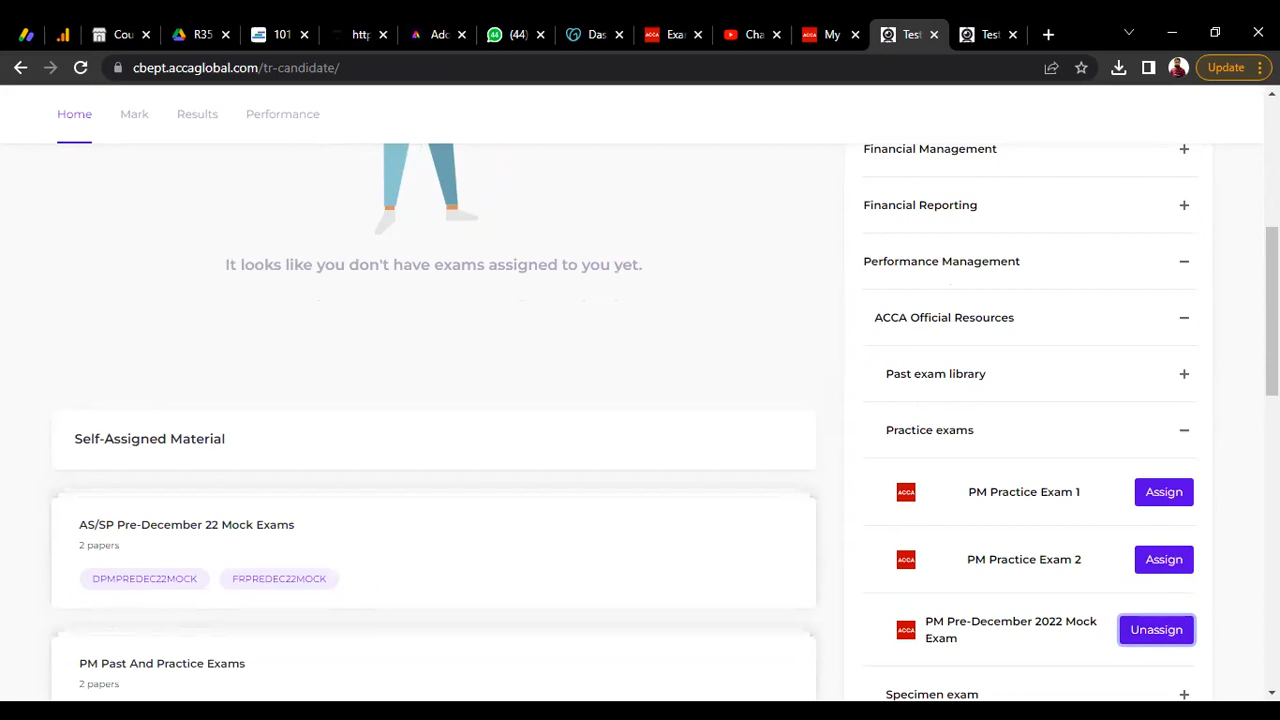 Cou
R35
101
http
Adc
(44)
Das
Exar
Cha
My
Test
Test
cbept.accaglobal.com/tr-candidate/
Update
Home
Mark
Results
Performance
It looks like you don't have exams assigned to you yet.
Self-Assigned Material
AS/SP Pre-December 22 Mock Exams
2 papers
DPMPREDEC22MOCK
FRPREDEC22MOCK
PM Past And Practice Exams
2 papers
Financial Management
Financial Reporting
Performance Management
ACCA Official Resources
Past exam library
Practice exams
ACCA
PM Practice Exam 1
Assign
ACCA
PM Practice Exam 2
Assign
ACCA
PM Pre-December 2022 Mock
Exam
Unassign
Specimen exam